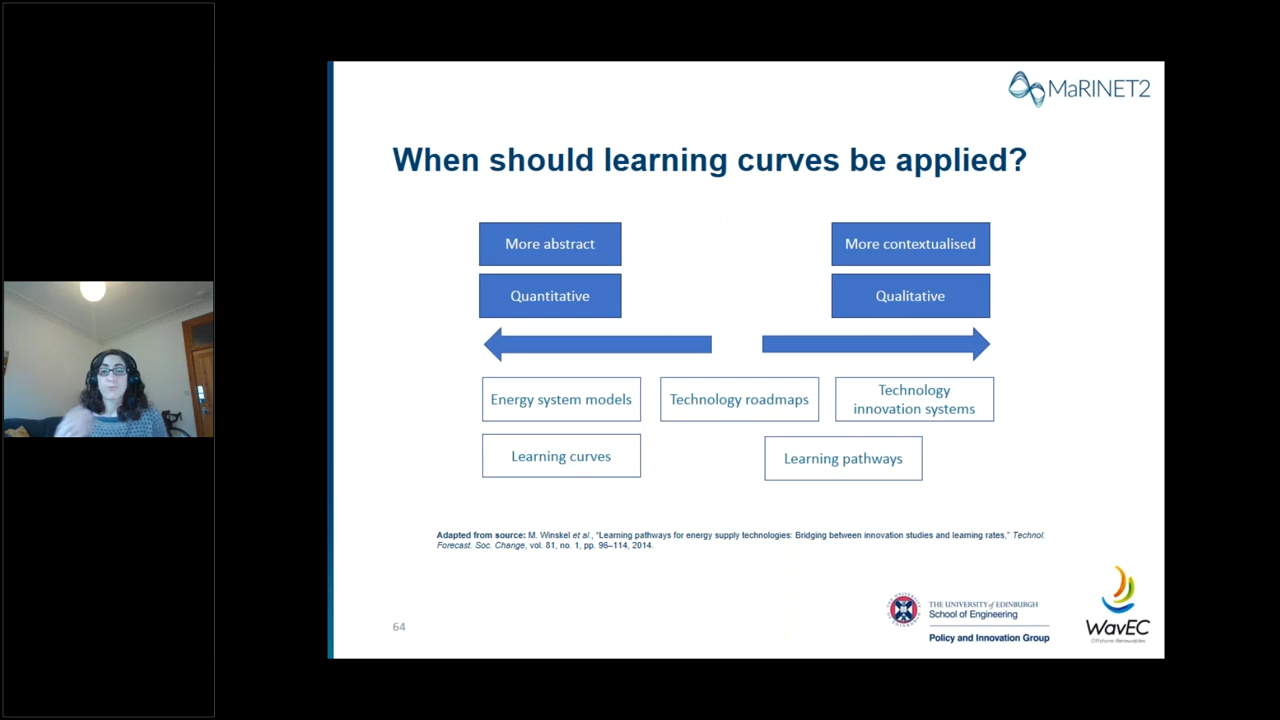 MaRINET2
When should learning curves be applied?
More abstract
More contextualised
Quantitative
Qualitative
Energy system models
Technology roadmaps
Technology
innovation systems
Learning curves
Learning pathways
Adapted from source: M. Winskel et al., “Learning pathways for energy supply technologies: Bridging between innovation studies and learning rates,” Technol.
Forecast. Soc. Change, vol. 81, no. 1, pp. 96–114, 2014.
THE UNIVERSITY of EDINBURGH
School of Engineering
Policy and Innovation Group
WavEC
Offshore Renewables
64